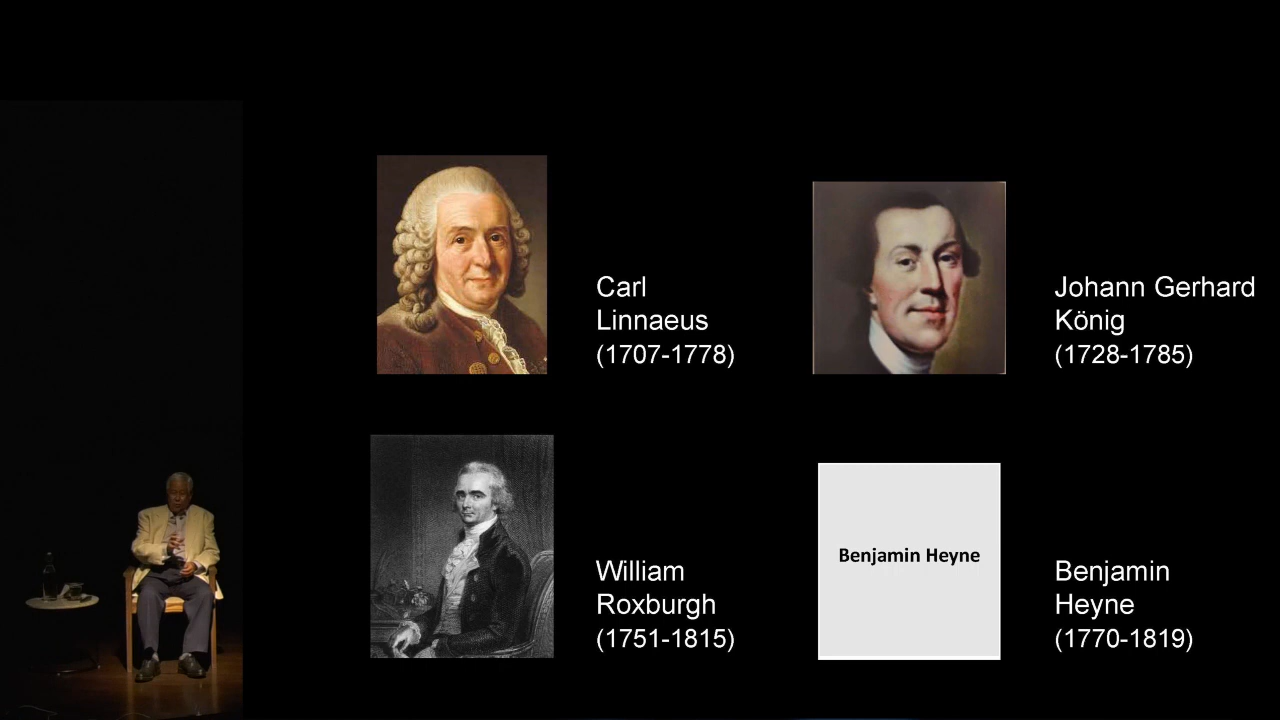 Carl
Linnaeus
(1707-1778)
Johann Gerhard
König
(1728-1785)
William
Roxburgh
(1751-1815)
Benjamin Heyne
Benjamin
Heyne
(1770-1819)